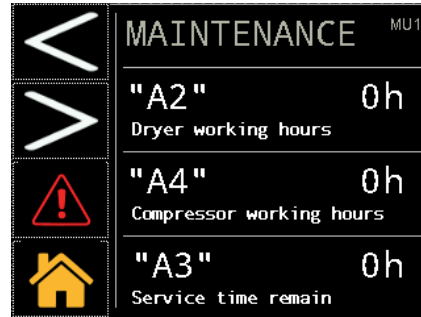 MAINTENANCE MU1
"A2" 0h
Dryer working hours
"A4" 0h
Compressor working hours
"A3" 0h
Service time remain